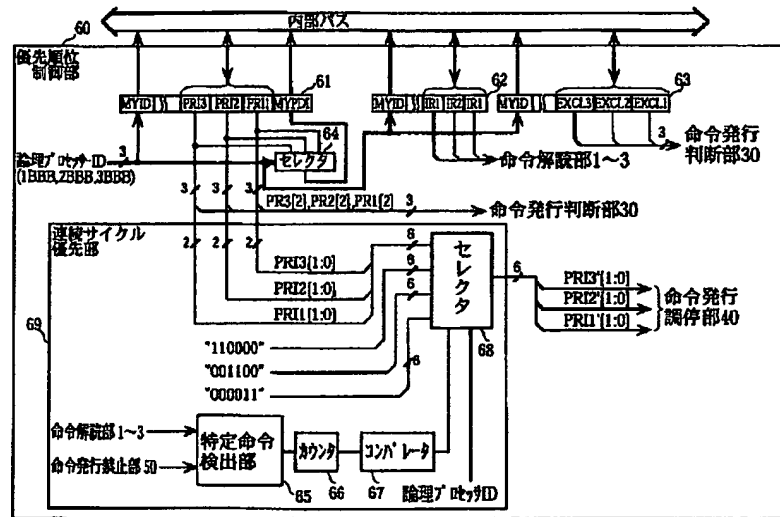 内部バス
60
優先順位
制御部
61
62
63
MYID
PRI3
PRI2
PRI1
MYPDI
MYID
IR1
IR2
IR1
MYID
EXCL3
EXCL2
EXCL1
64
3
命令発行
判断部30
論理プロセッサID
3
(1BBB,2BBB,3BBB)
セレクタ
命令解読部1~3
3
3
3
PRI3[2],PRI2[2],PRI1[2]
3
命令発行判断部30
連続サイクル
優先部
2
2
2
6
セレクタ
PRI3[1:0]
6
6
PRI3'[1:0]
PRI2[1:0]
6
PRI2'[1:0]
命令発行
調停部40
PRI1[1:0]
PRI1'[1:0]
69
68
"110000"
6
"001100"
"000011"
命令解読部1~3
特定命令
検出部
カウンタ
コンパレータ
命令発行禁止部50
65
66
67
論理プロセッサID